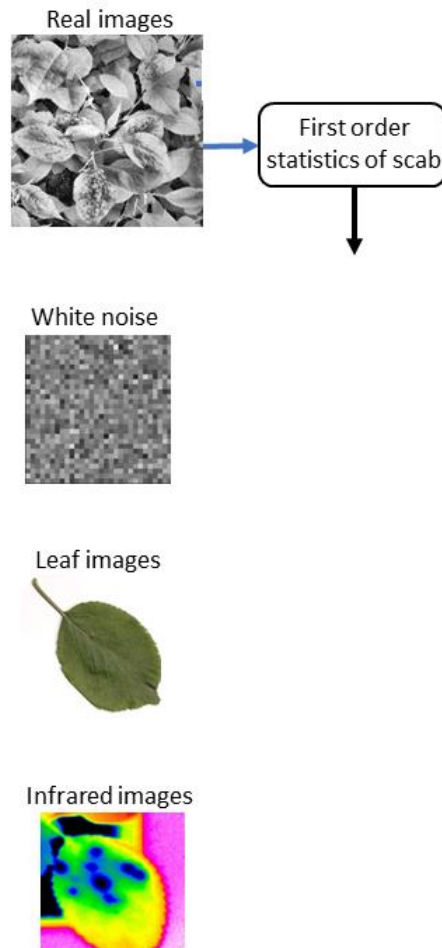 Real images
First order
statistics of scab
White noise
Leaf images
Infrared images